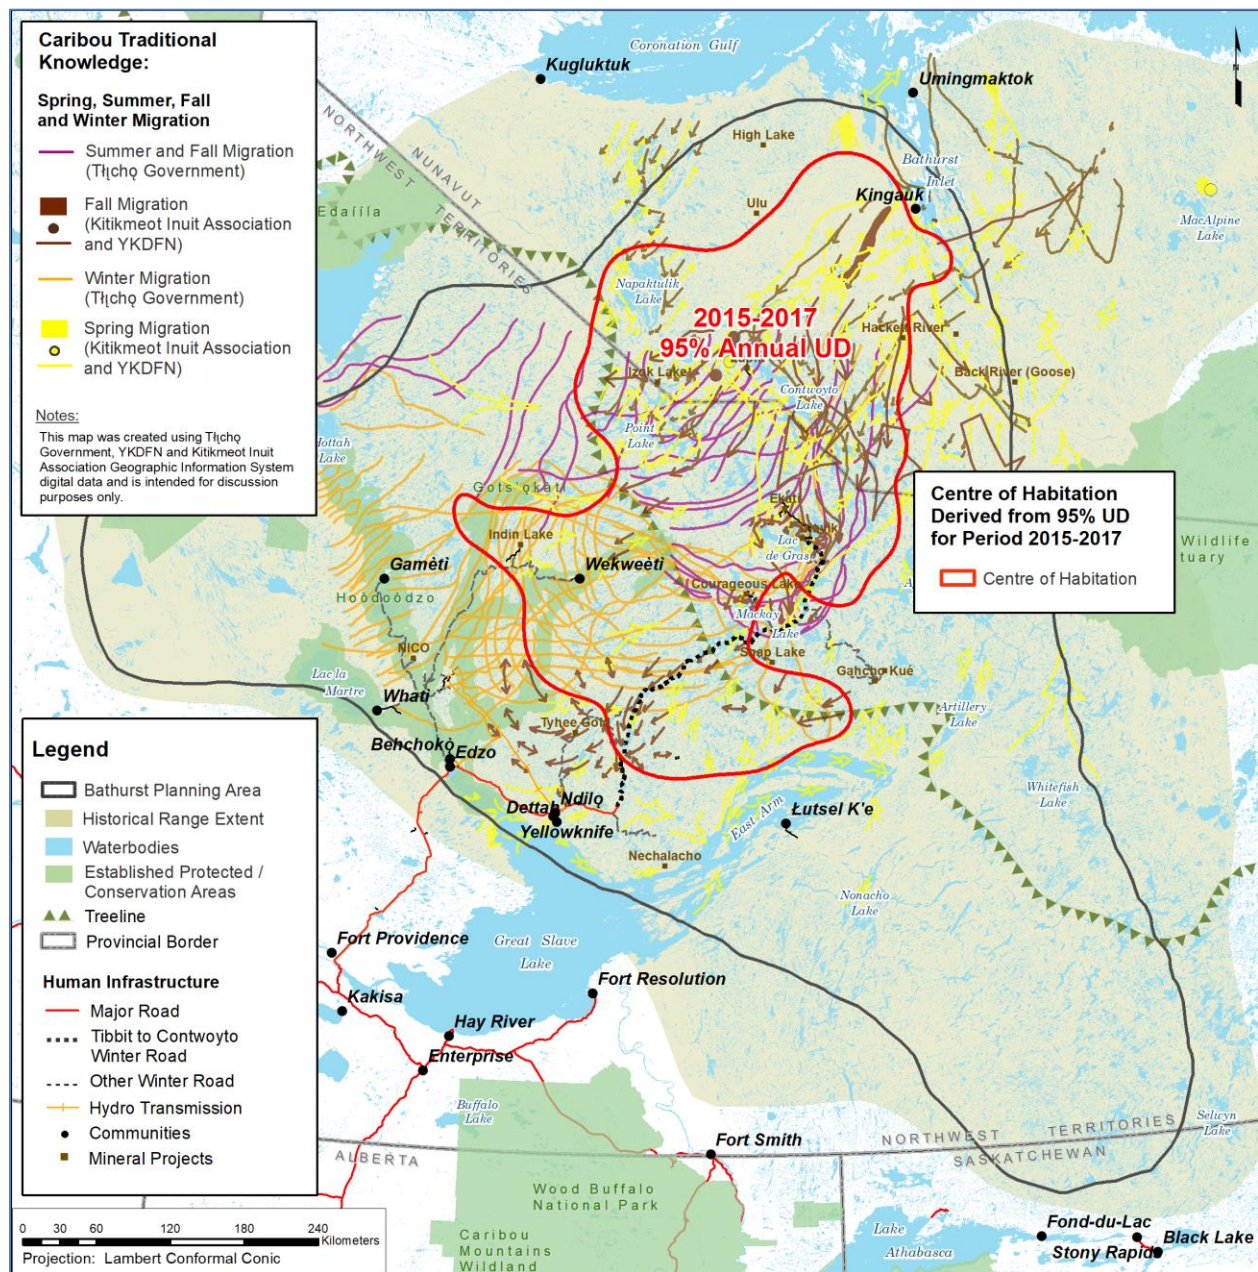 Caribou Traditional
Knowledge:
Spring, Summer, Fall
and Winter Migration
Summer and Fall Migration
(Tłı̨chǫ Government)
Fall Migration
(Kitikmeot Inuit Association
and YKDFN)
Winter Migration
(Tłı̨chǫ Government)
Spring Migration
(Kitikmeot Inuit Association
and YKDFN)
Notes:
This map was created using Tłı̨chǫ
Government, YKDFN and Kitikmeot Inuit
Association Geographic Information System
digital data and is intended for discussion
purposes only.
Coronation Gulf
Kugluktuk
Umingmaktok
NORTHWEST TERRITORIES
NUNAVUT
High Lake
Bathurst
Inlet
Kingauk
Ulu
MacAlpine
Lake
Edaííla
Napaktulik
Lake
2015-2017
95% Annual UD
Hackett River
Izok Lake
Contwoyto
Lake
Back River (Goose)
Point
Lake
Hottah
Lake
Gots'ǫkàtì
Ekati
Lac
de Gras
Indin Lake
Gamètì
Wekweètì
Hoòdoòdzo
Courageous Lake
Mackay
Lake
Snap Lake
Gahcho Kué
NICO
Lac la
Martre
Whatì
Artillery
Lake
Tyhee Gold
Behchokǫ̀
Edzo
Whitefish
Lake
Dettah
Ndilǫ
Yellowknife
East Arm
Łutsel K'e
Nechalacho
Nonacho
Lake
Wildlife
Centre of Habitation
Derived from 95% UD
for Period 2015-2017
Centre of Habitation
Legend
Bathurst Planning Area
Historical Range Extent
Waterbodies
Established Protected /
Conservation Areas
Treeline
Provincial Border
Human Infrastructure
Major Road
Tibbit to Contwoyto
Winter Road
Other Winter Road
Hydro Transmission
Communities
Mineral Projects
Fort Providence
Great Slave
Lake
Fort Resolution
Kakisa
Hay River
Enterprise
Buffalo
Lake
Selwyn
Lake
Fort Smith
NORTHWEST TERRITORIES
SASKATCHEWAN
ALBERTA
Wood Buffalo
National Park
Caribou
Mountains
Wildland
Lake
Athabasca
Fond-du-Lac
Stony Rapids
Black Lake
0 30 60 120 180 240
Kilometers
Projection: Lambert Conformal Conic
N